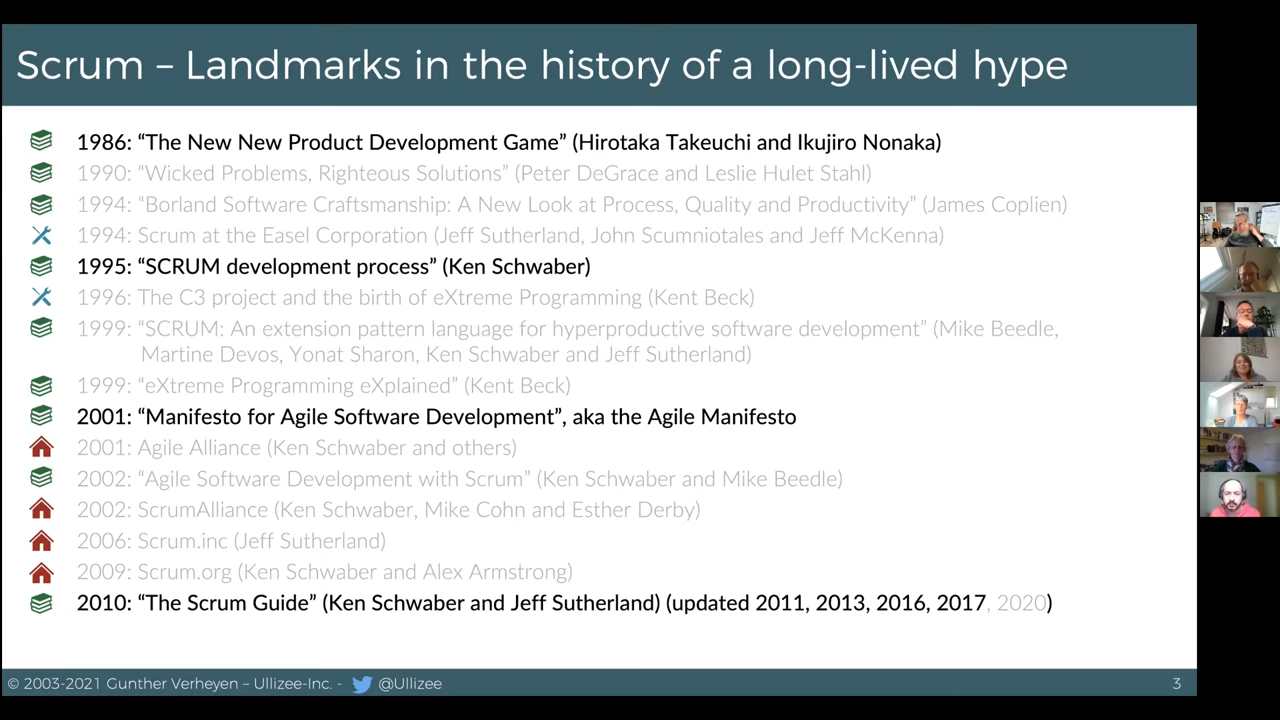 Scrum – Landmarks in the history of a long-lived hype
1986: “The New New Product Development Game” (Hirotaka Takeuchi and Ikujiro Nonaka)
1990: “Wicked Problems, Righteous Solutions” (Peter DeGrace and Leslie Hulet Stahl)
1994: “Borland Software Craftsmanship: A New Look at Process, Quality and Productivity” (James Coplien)
1994: Scrum at the Easel Corporation (Jeff Sutherland, John Scumniotales and Jeff McKenna)
1995: “SCRUM development process” (Ken Schwaber)
1996: The C3 project and the birth of eXtreme Programming (Kent Beck)
1999: “SCRUM: An extension pattern language for hyperproductive software development” (Mike Beedle,
Martine Devos, Yonat Sharon, Ken Schwaber and Jeff Sutherland)
1999: “eXtreme Programming eXplained” (Kent Beck)
2001: “Manifesto for Agile Software Development”, aka the Agile Manifesto
2001: Agile Alliance (Ken Schwaber and others)
2002: “Agile Software Development with Scrum” (Ken Schwaber and Mike Beedle)
2002: ScrumAlliance (Ken Schwaber, Mike Cohn and Esther Derby)
2006: Scrum.inc (Jeff Sutherland)
2009: Scrum.org (Ken Schwaber and Alex Armstrong)
2010: “The Scrum Guide” (Ken Schwaber and Jeff Sutherland) (updated 2011, 2013, 2016, 2017, 2020)
© 2003-2021 Gunther Verheyen – Ullizee-Inc. - @Ullizee 3